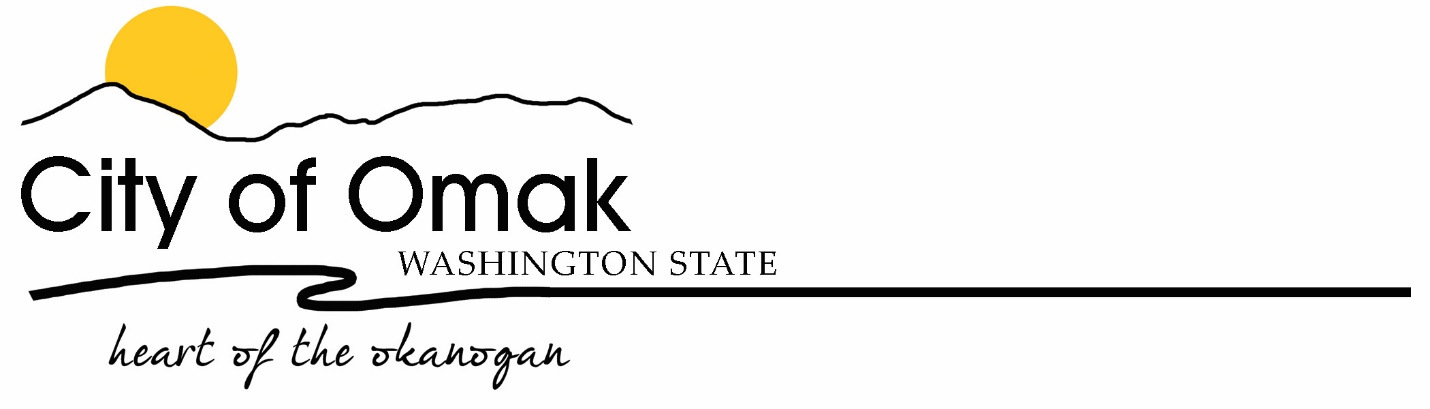 City of Omak
WASHINGTON STATE
heart of the okanogan